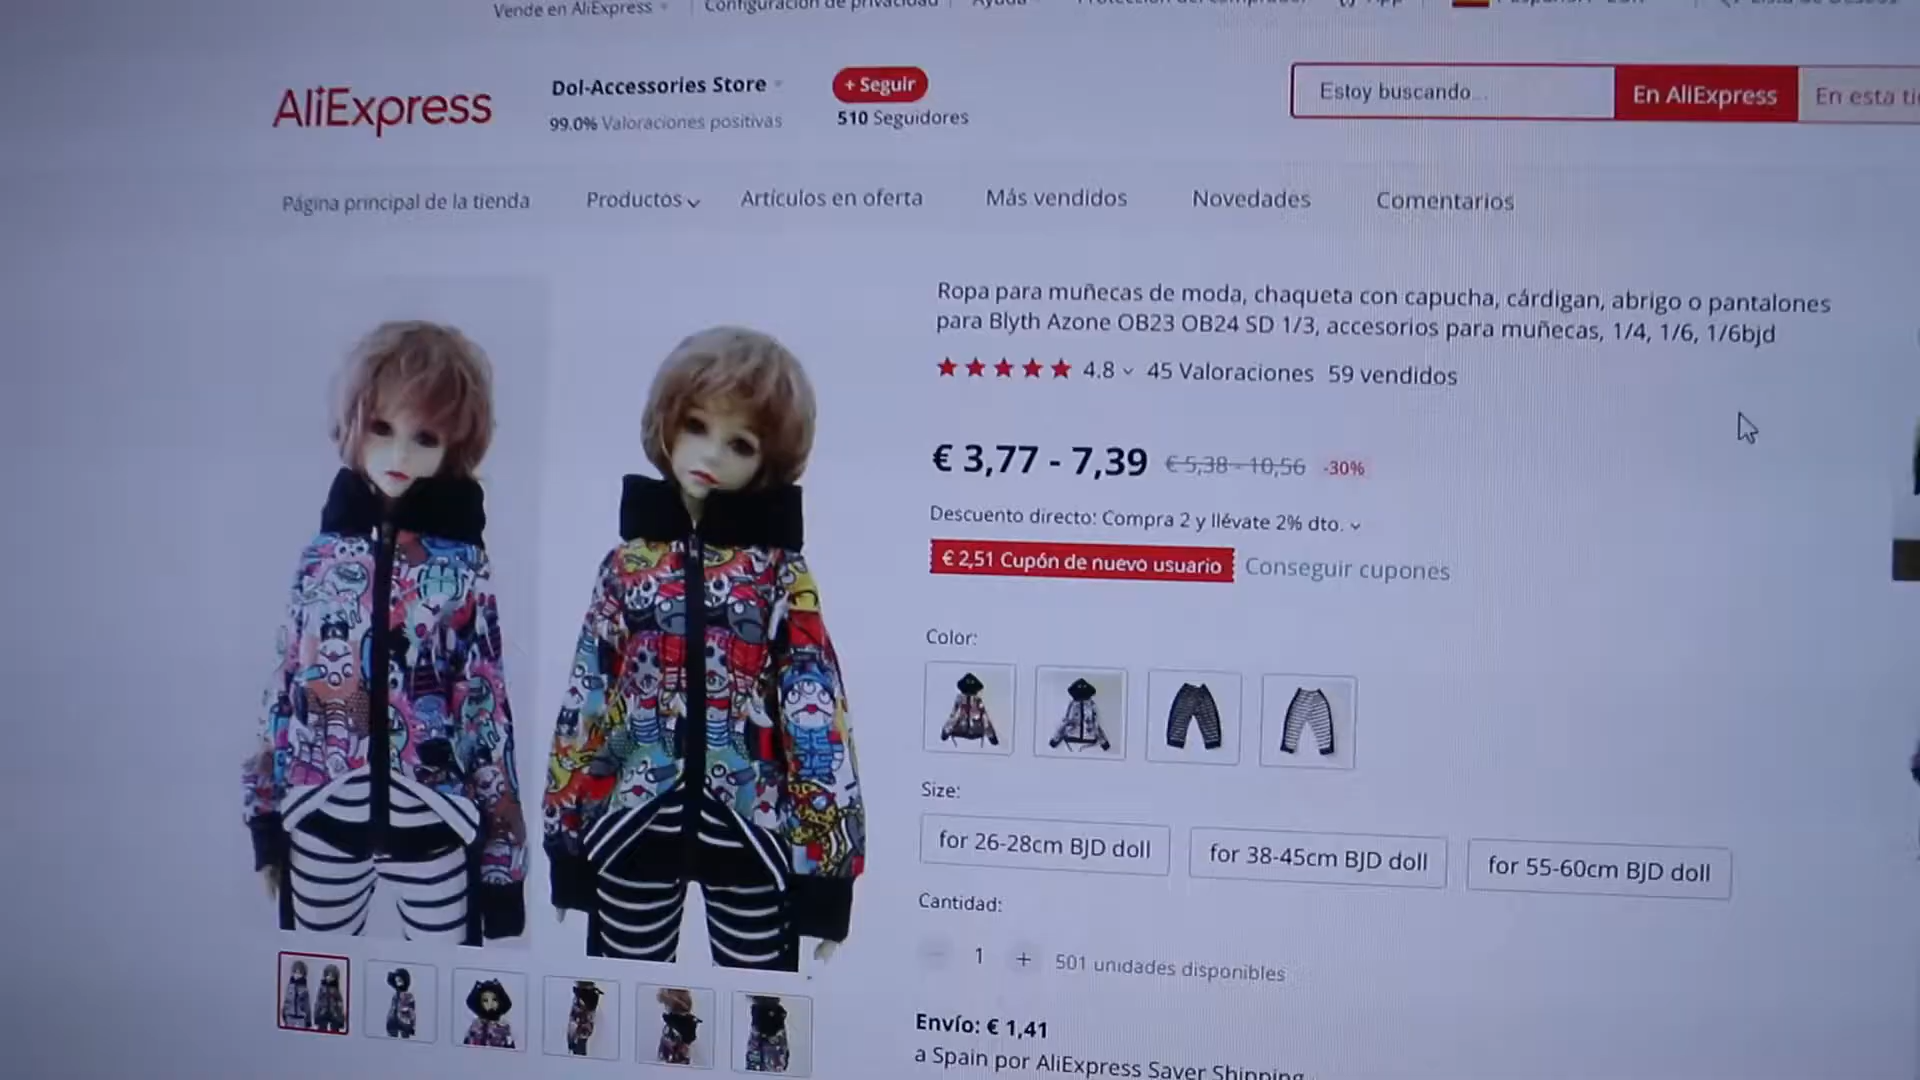 Vende en AliExpress
Configuración de privacidad
AliExpress
Dol-Accessories Store
+ Seguir
99.0% Valoraciones positivas
510 Seguidores
Estoy buscando...
En AliExpress
En esta
Página principal de la tienda
Productos
Artículos en oferta
Más vendidos
Novedades
Comentarios
Ropa para muñecas de moda, chaqueta con capucha, cárdigan, abrigo o pantalones
para Blyth Azone OB23 OB24 SD 1/3, accesorios para muñecas, 1/4, 1/6, 1/6bjd
4.8
45 Valoraciones
59 vendidos
€ 3,77 - 7,39
€ 5,38 - 10,56
-30%
Descuento directo: Compra 2 y llévate 2% dto.
€ 2,51 Cupón de nuevo usuario
Conseguir cupones
Color:
Size:
for 26-28cm BJD doll
for 38-45cm BJD doll
for 55-60cm BJD doll
Cantidad:
1
+
501 unidades disponibles
Envío: € 1,41
a Spain por AliExpress Saver Shipping